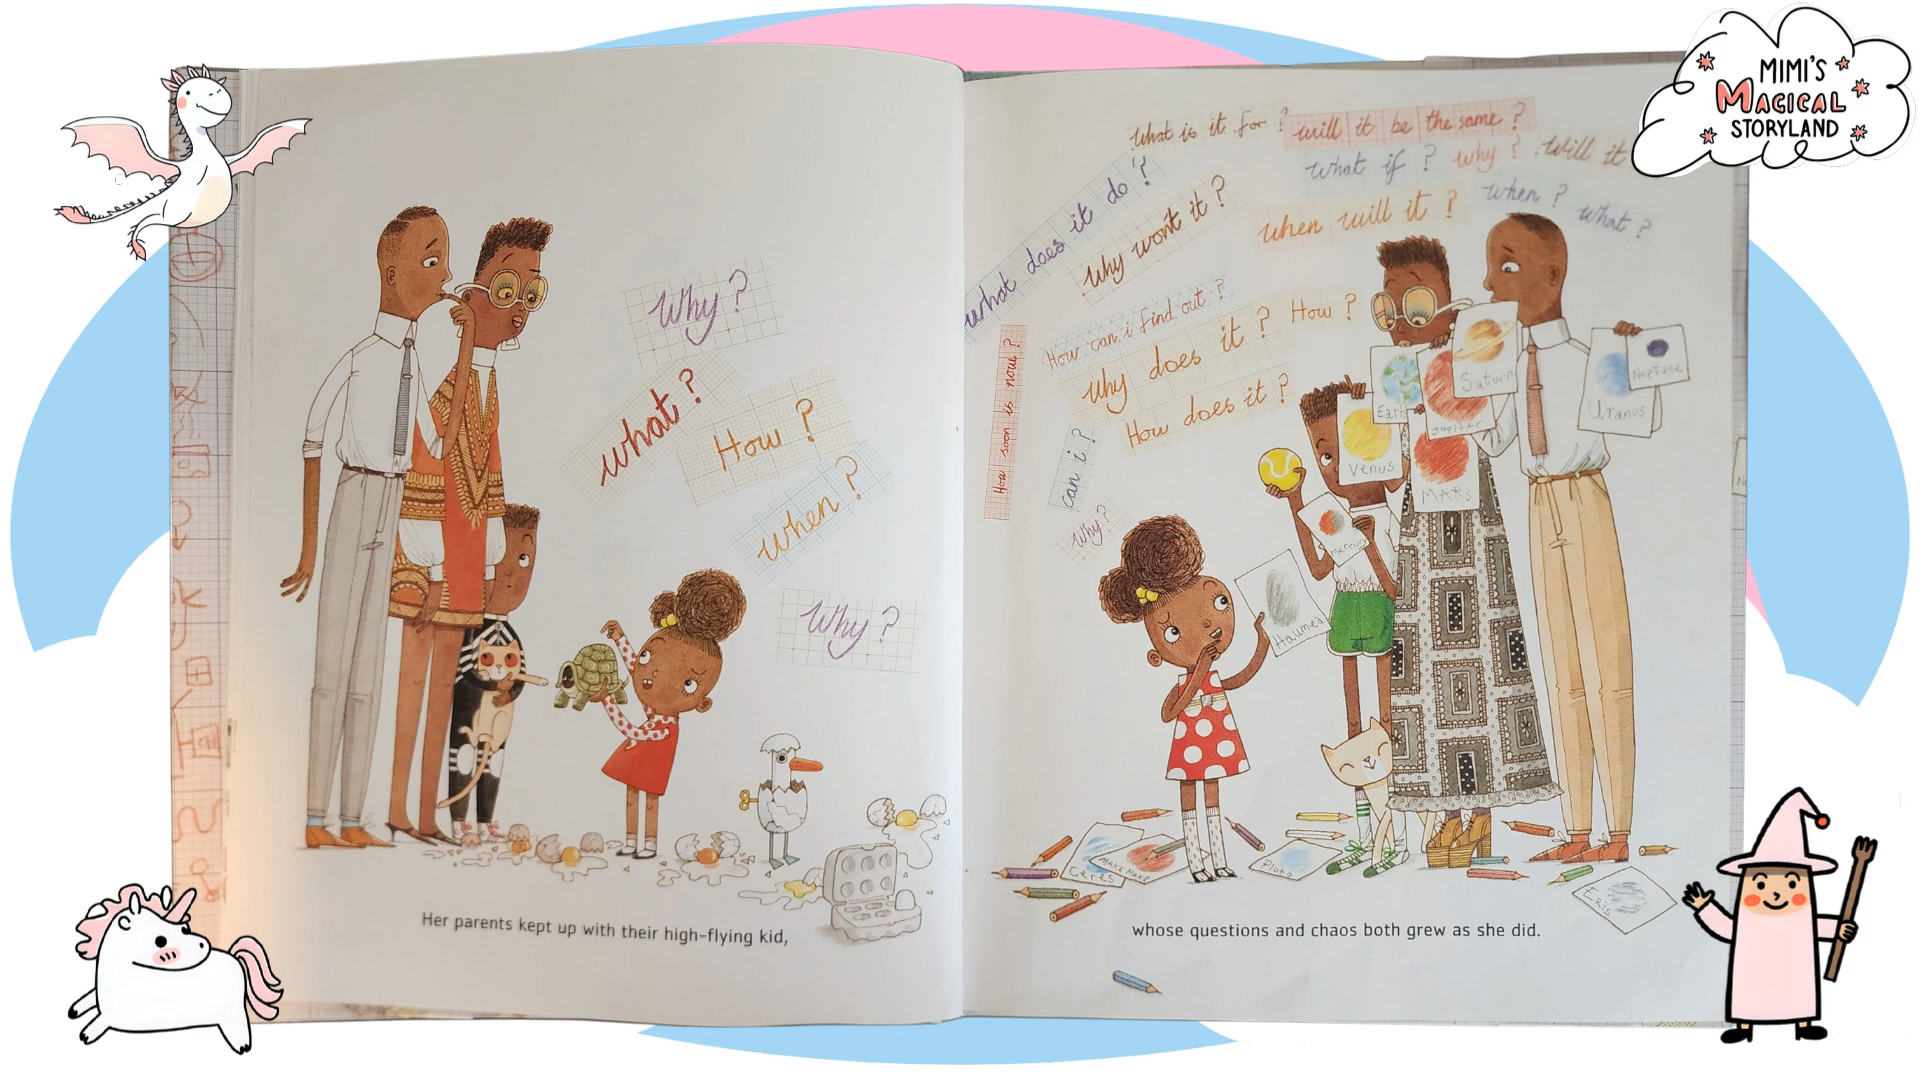 MIMI'S
MAGICAL
STORYLAND
Why?
what?
How?
when?
Why?
Her parents kept up with their high-flying kid,
what is it for?
will it be the same?
what if?
why?
will it
what does it do?
why won't it?
when will it?
when?
what?
How can i find out?
How?
why does it?
How soon is now?
How does it?
can i?
Why?
Saturn
Neptune
Uranus
Earth
Jupiter
Venus
MARS
Mercury
Haumea
Ceres
MAKEMAKE
Pluto
ERIS
whose questions and chaos both grew as she did.